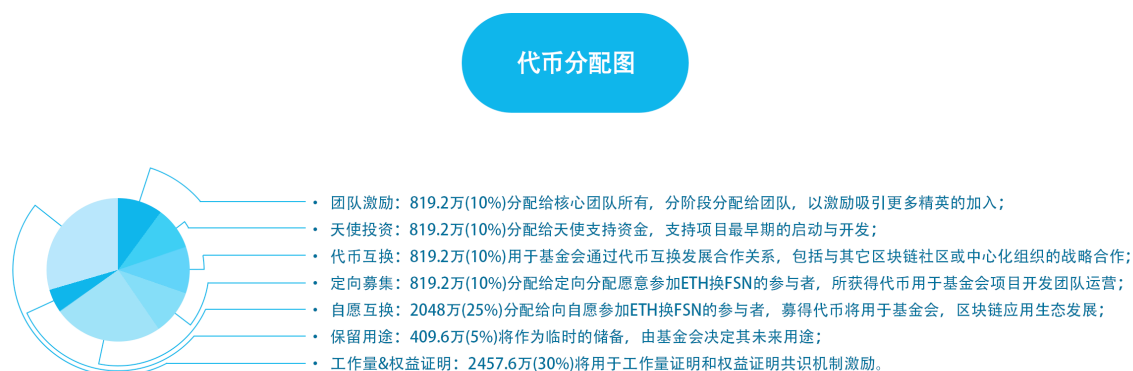 代币分配图
• 团队激励：819.2万(10%)分配给核心团队所有，分阶段分配给团队，以激励吸引更多精英的加入；
• 天使投资：819.2万(10%)分配给天使支持资金，支持项目最早期的启动与开发；
• 代币互换：819.2万(10%)用于基金会通过代币互换发展合作关系，包括与其它区块链社区或中心化组织的战略合作；
• 定向募集：819.2万(10%)分配给定向分配愿意参加ETH换FSN的参与者，所获得代币用于基金会项目开发团队运营；
• 自愿互换：2048万(25%)分配给向自愿参加ETH换FSN的参与者，募得代币将用于基金会，区块链应用生态发展；
• 保留用途：409.6万(5%)将作为临时的储备，由基金会决定其未来用途；
• 工作量&权益证明：2457.6万(30%)将用于工作量证明和权益证明共识机制激励。